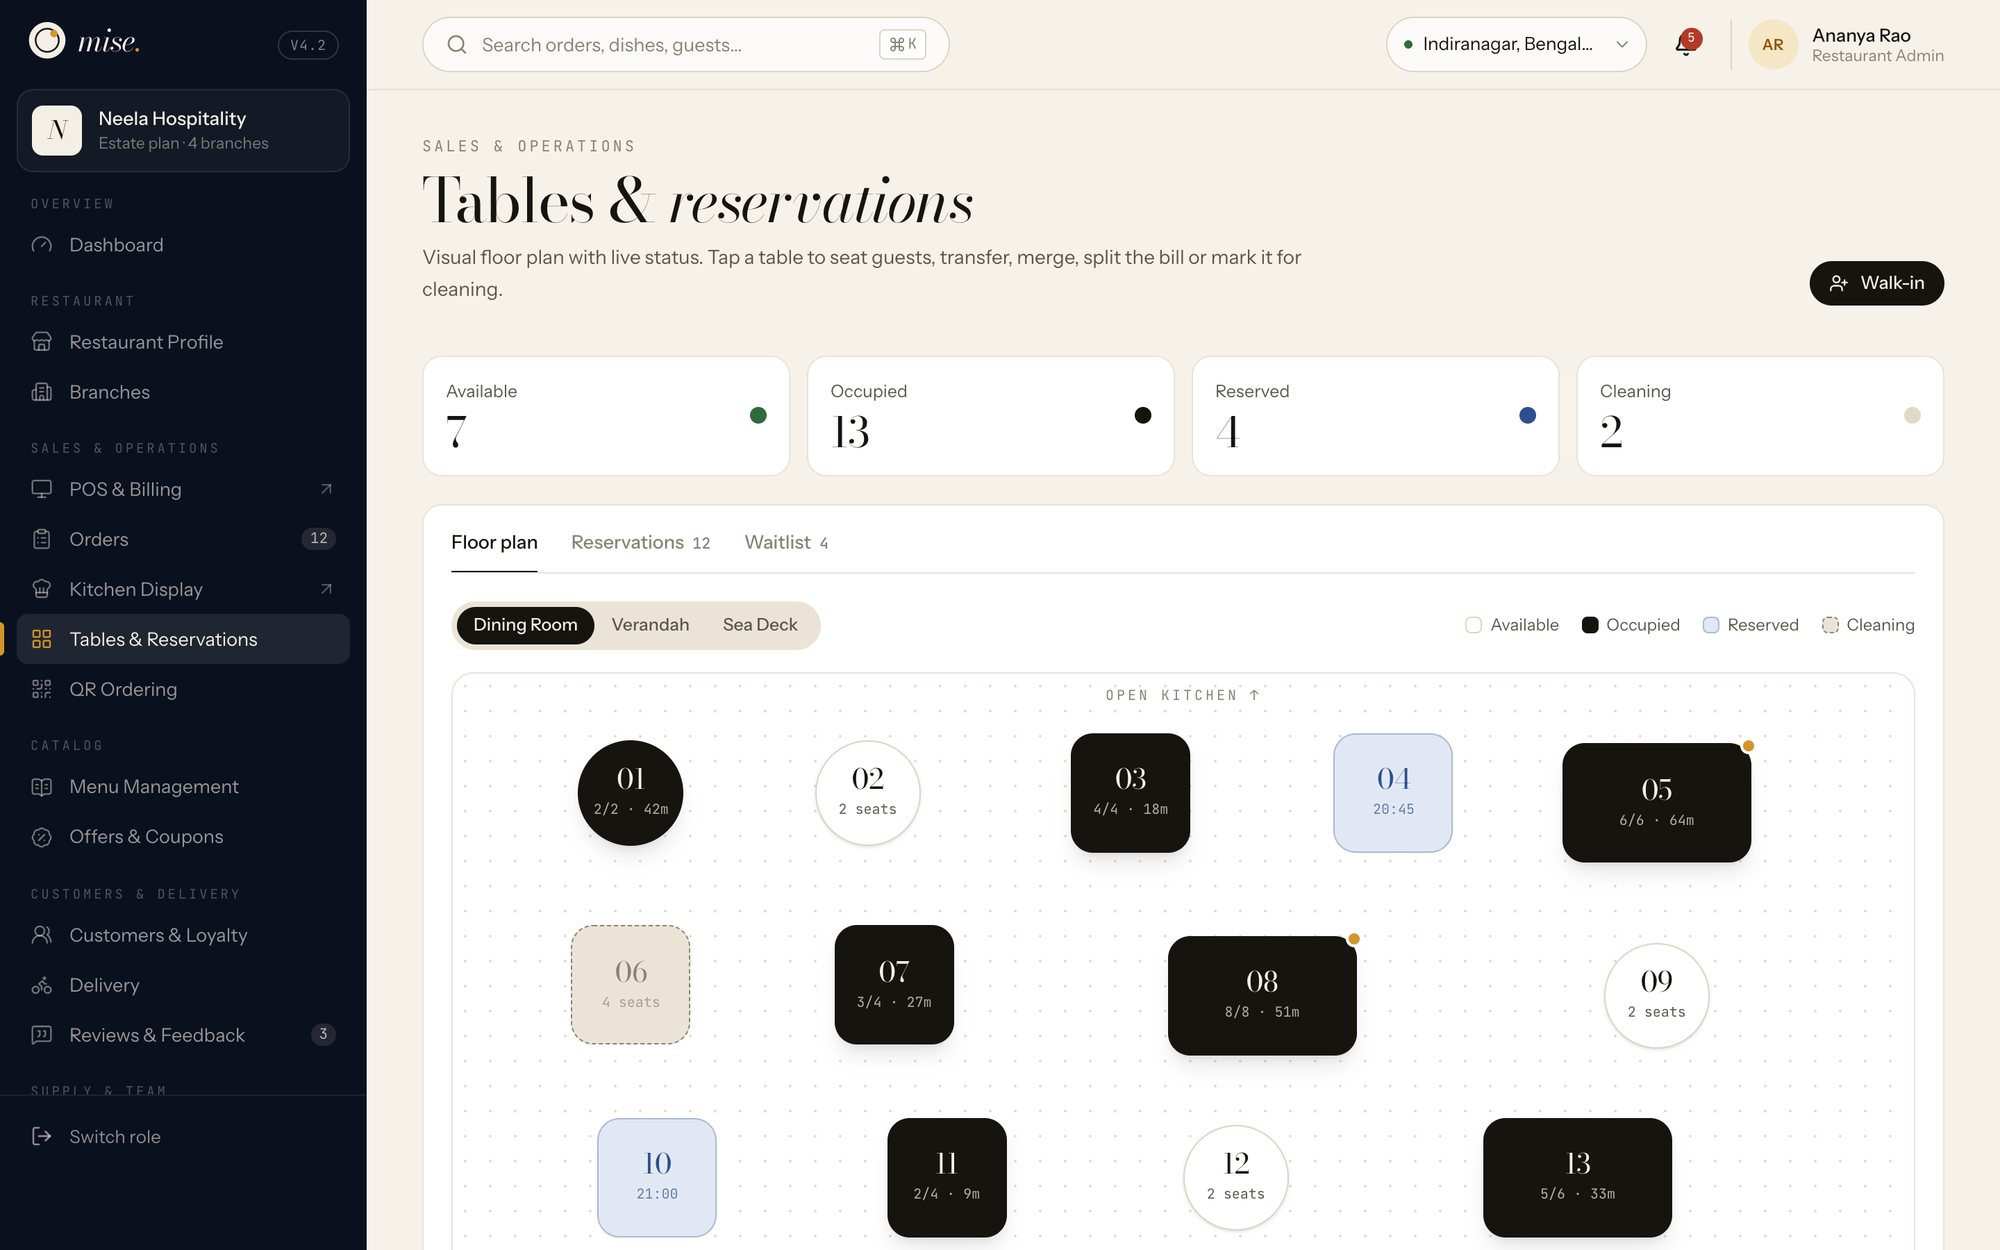 mise.
V4.2
N
Neela Hospitality
Estate plan · 4 branches
OVERVIEW
Dashboard
RESTAURANT
Restaurant Profile
Branches
SALES & OPERATIONS
POS & Billing
Orders
12
Kitchen Display
Tables & Reservations
QR Ordering
CATALOG
Menu Management
Offers & Coupons
CUSTOMERS & DELIVERY
Customers & Loyalty
Delivery
Reviews & Feedback
3
SUPPLY & TEAM
Switch role
Search orders, dishes, guests...
⌘K
Indiranagar, Bengal...
5
AR
Ananya Rao
Restaurant Admin
SALES & OPERATIONS
Tables & reservations
Visual floor plan with live status. Tap a table to seat guests, transfer, merge, split the bill or mark it for
cleaning.
Walk-in
Available
7
Occupied
13
Reserved
4
Cleaning
2
Floor plan
Reservations 12
Waitlist 4
Dining Room
Verandah
Sea Deck
Available
Occupied
Reserved
Cleaning
OPEN KITCHEN ↑
01
2/2 · 42m
02
2 seats
03
4/4 · 18m
04
20:45
05
6/6 · 64m
06
4 seats
07
3/4 · 27m
08
8/8 · 51m
09
2 seats
10
21:00
11
2/4 · 9m
12
2 seats
13
5/6 · 33m